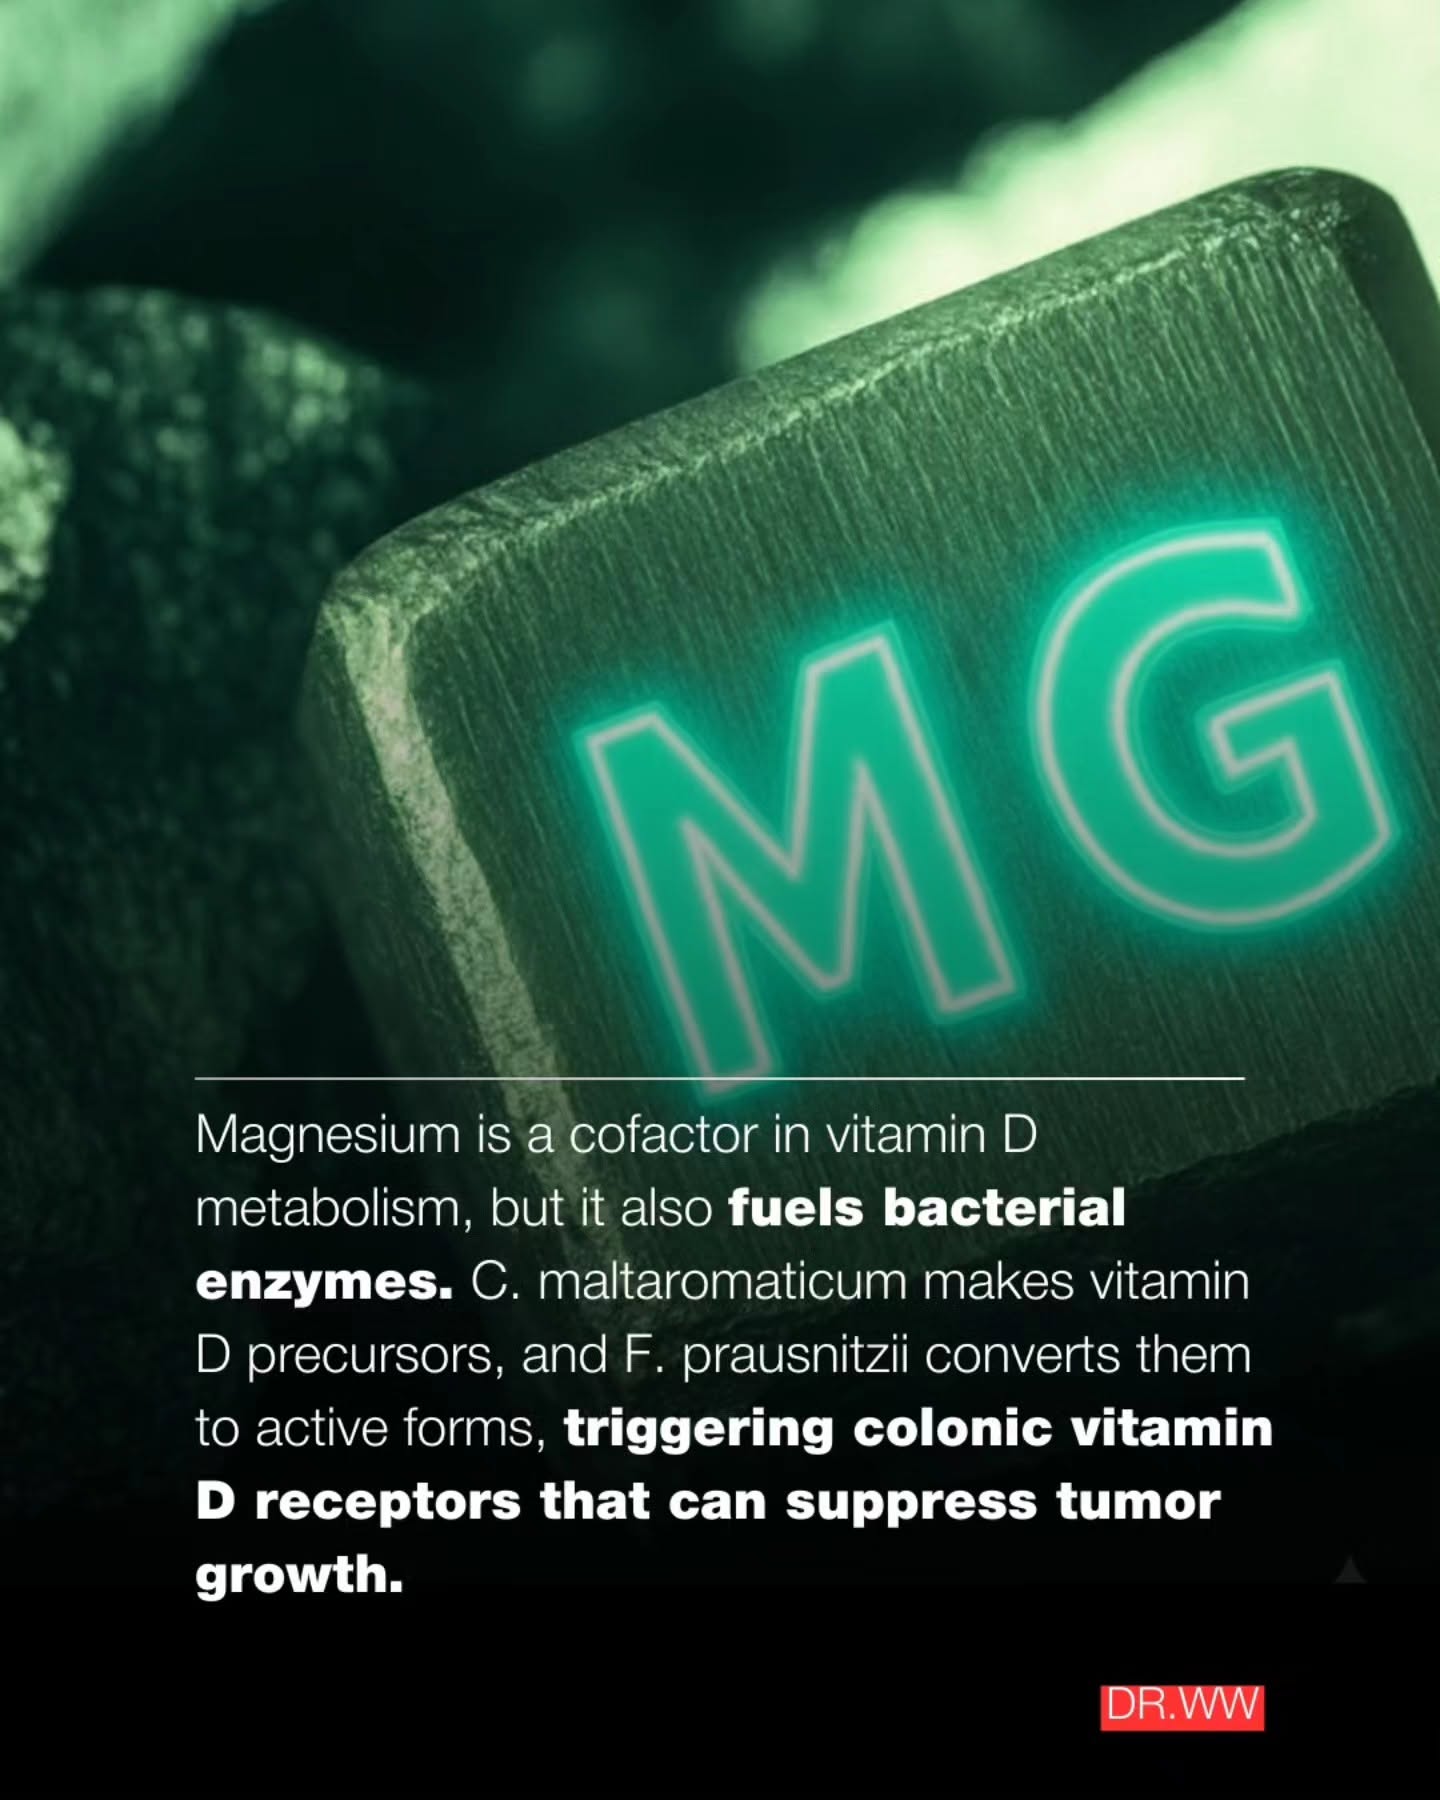 MG
Magnesium is a cofactor in vitamin D
metabolism, but it also fuels bacterial
enzymes. C. maltaromaticum makes vitamin
D precursors, and F. prausnitzii converts them
to active forms, triggering colonic vitamin
D receptors that can suppress tumor
growth.
DR.WW